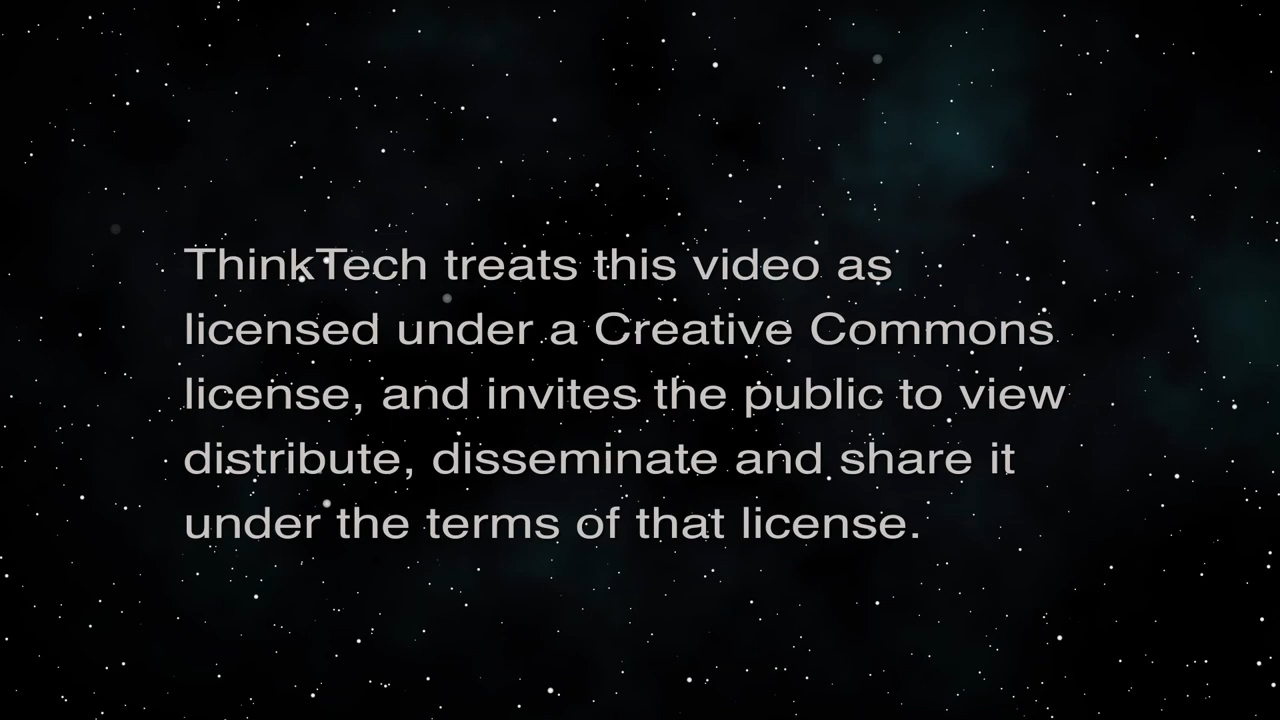 ThinkTech treats this video as
licensed under a Creative Commons
license, and invites the public to view
distribute, disseminate and share it
under the terms of that license.